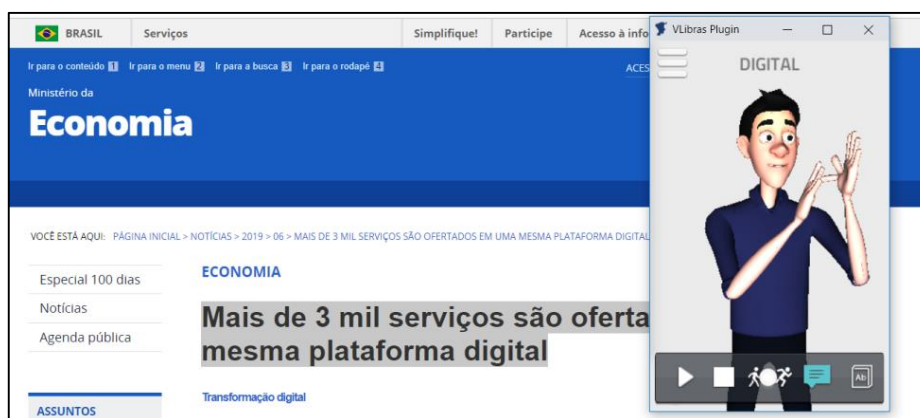 BRASIL Serviços Simplifique! Participe Acesso à info
Ir para o conteúdo 1 Ir para o menu 2 Ir para a busca 3 Ir para o rodapé 4 ACES
Ministério da
Economia
VOCÊ ESTÁ AQUI: PÁGINA INICIAL > NOTÍCIAS > 2019 > 06 > MAIS DE 3 MIL SERVIÇOS SÃO OFERTADOS EM UMA MESMA PLATAFORMA DIGITAL
Especial 100 dias
Notícias
Agenda pública
ASSUNTOS
ECONOMIA
Mais de 3 mil serviços são oferta
mesma plataforma digital
Transformação digital
VLibras Plugin
DIGITAL
Ab